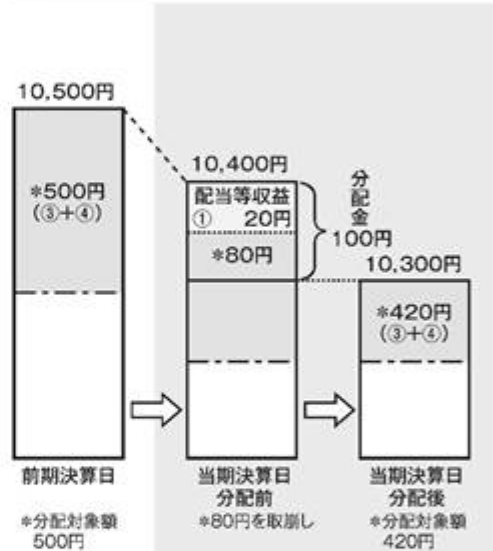 10,500円
*500円
(③+④)
前期決算日
*分配対象額
500円
10,400円
配当等収益
① 20円
*80円
分配金
100円
当期決算日
分配前
*80円を取崩し
10,300円
*420円
(③+④)
当期決算日
分配後
*分配対象額
420円